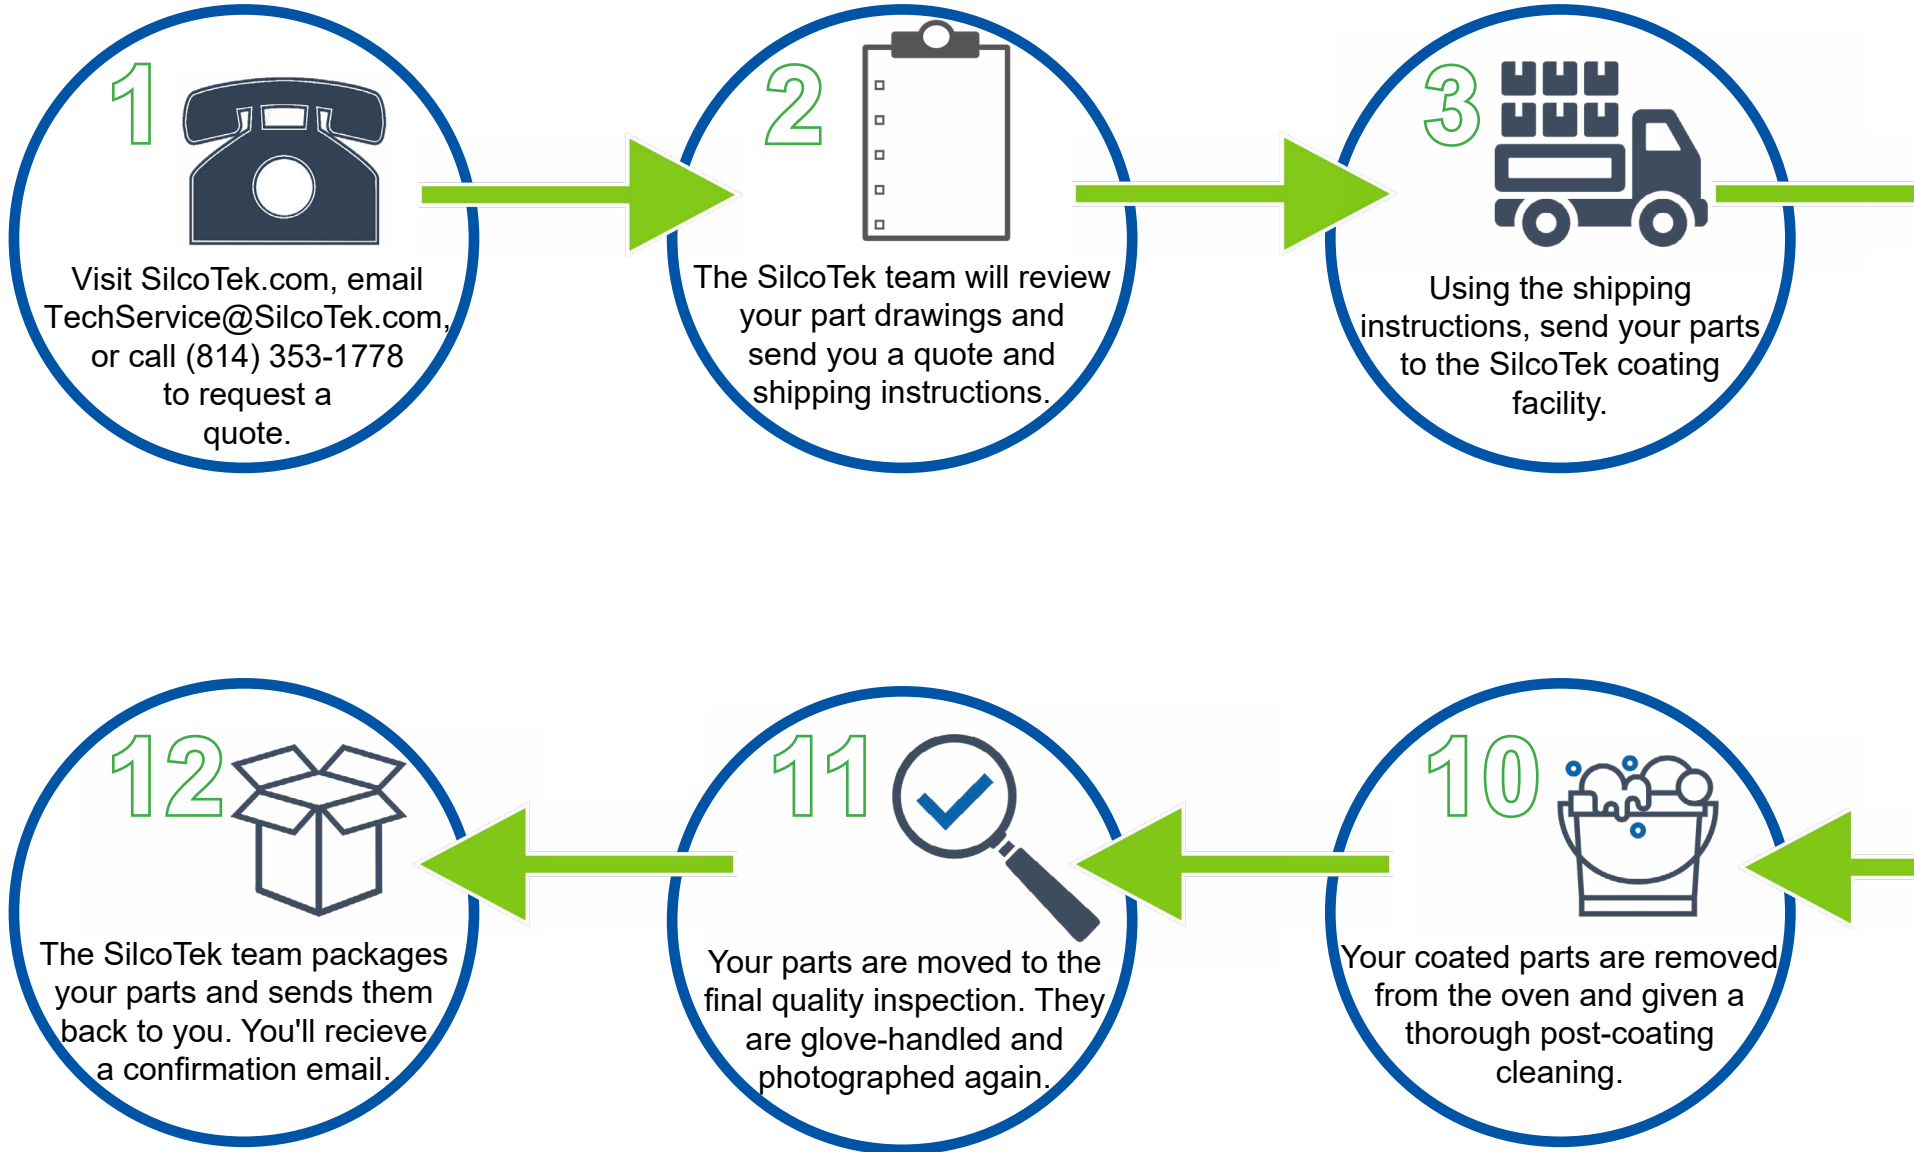 1
Visit SilcoTek.com, email
TechService@SilcoTek.com,
or call (814) 353-1778
to request a
quote.
2
The SilcoTek team will review
your part drawings and
send you a quote and
shipping instructions.
3
Using the shipping
instructions, send your parts
to the SilcoTek coating
facility.
12
The SilcoTek team packages
your parts and sends them
back to you. You'll recieve
a confirmation email.
11
Your parts are moved to the
final quality inspection. They
are glove-handled and
photographed again.
10
Your coated parts are removed
from the oven and given a
thorough post-coating
cleaning.